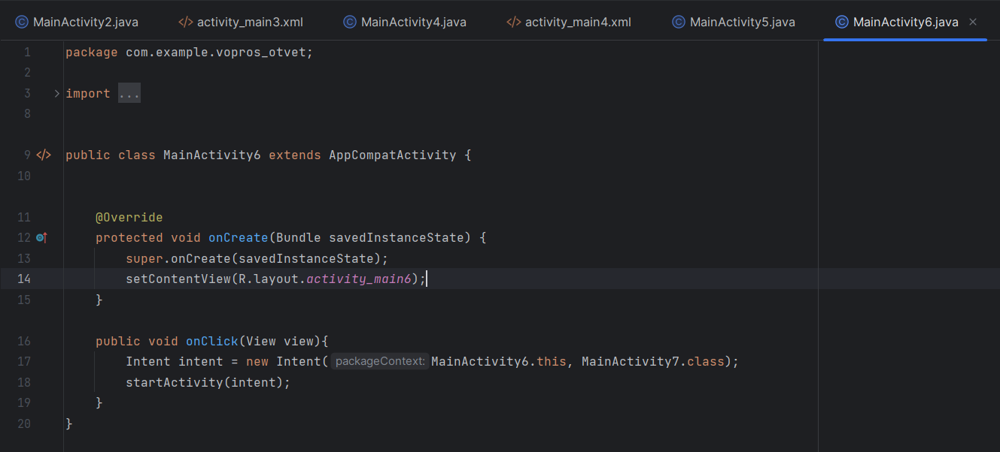 MainActivity2.java activity_main3.xml MainActivity4.java activity_main4.xml MainActivity5.java MainActivity6.java
1 package com.example.vopros_otvet;
2
3 import ...
8
9 public class MainActivity6 extends AppCompatActivity {
10
11 @Override
12 protected void onCreate(Bundle savedInstanceState) {
13 super.onCreate(savedInstanceState);
14 setContentView(R.layout.activity_main6);
15 }
16 public void onClick(View view){
17 Intent intent = new Intent( packageContext: MainActivity6.this, MainActivity7.class);
18 startActivity(intent);
19 }
20 }